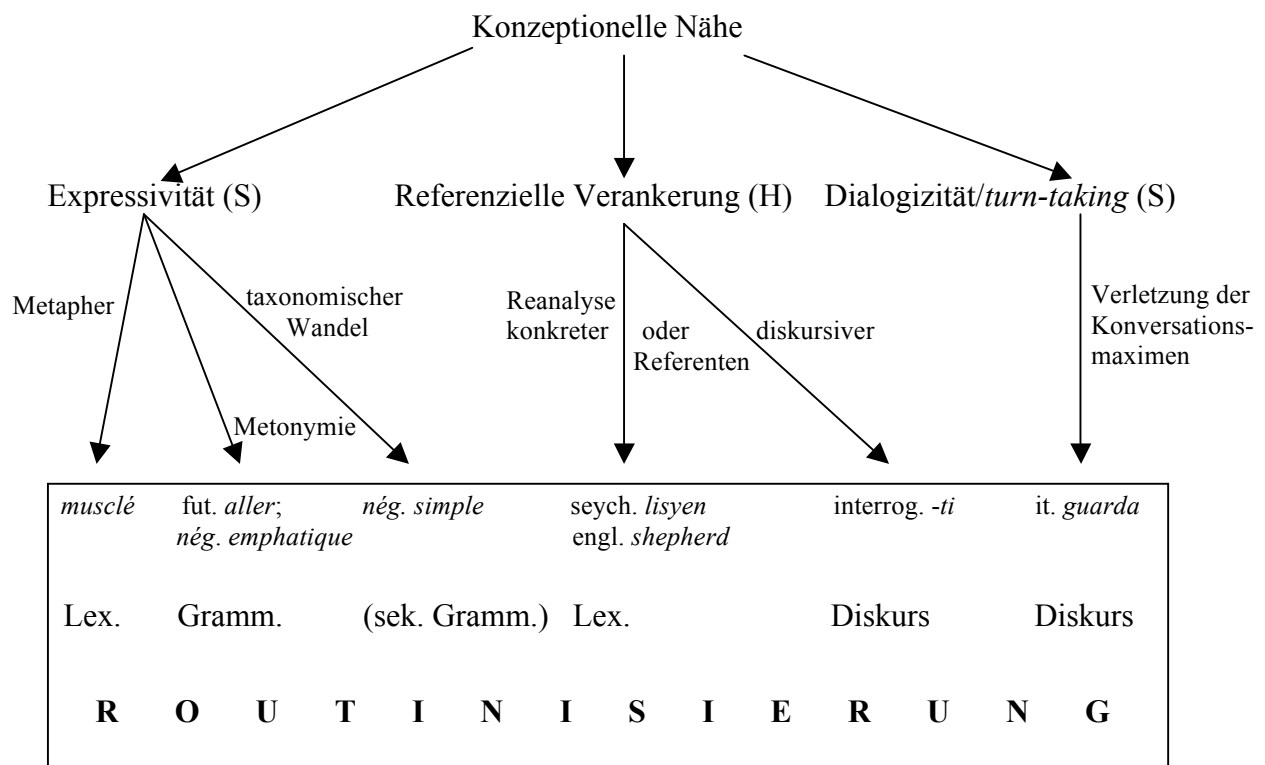 Konzeptionelle Nähe
Expressivität (S)
Referenzielle Verankerung (H)
Dialogizität/turn-taking (S)
Metapher
taxonomischer
Wandel
Metonymie
Reanalyse
konkreter
oder
Referenten
diskursiver
Verletzung der
Konversations-
maximen
musclé
fut. aller;
nég. emphatique
nég. simple
seych. lisyen
engl. shepherd
interrog. -ti
it. guarda
Lex.
Gramm.
(sek. Gramm.)
Lex.
Diskurs
Diskurs
R O U T I N I S I E R U N G